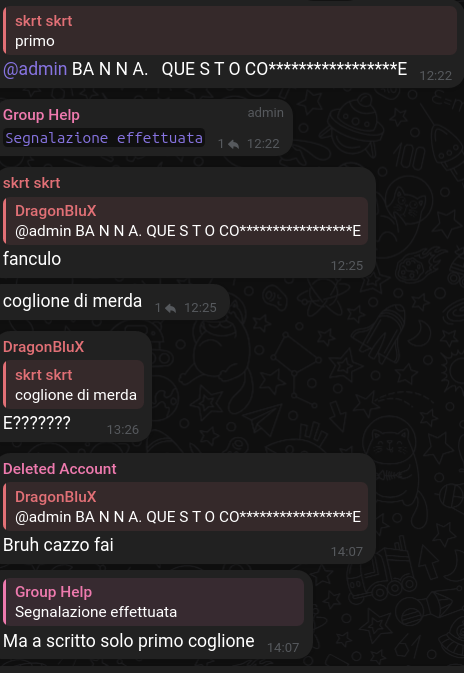 skrt skrt
primo
@admin BA N N A. QUE S T O CO*****************E 12:22
Group Help admin
Segnalazione effettuata 1 12:22
skrt skrt
DragonBluX
@admin BA N N A. QUE S T O CO*****************E
fanculo 12:25
coglione di merda 1 12:25
DragonBluX
skrt skrt
coglione di merda
E??????? 13:26
Deleted Account
DragonBluX
@admin BA N N A. QUE S T O CO*****************E
Bruh cazzo fai 14:07
Group Help
Segnalazione effettuata
Ma a scritto solo primo coglione 14:07